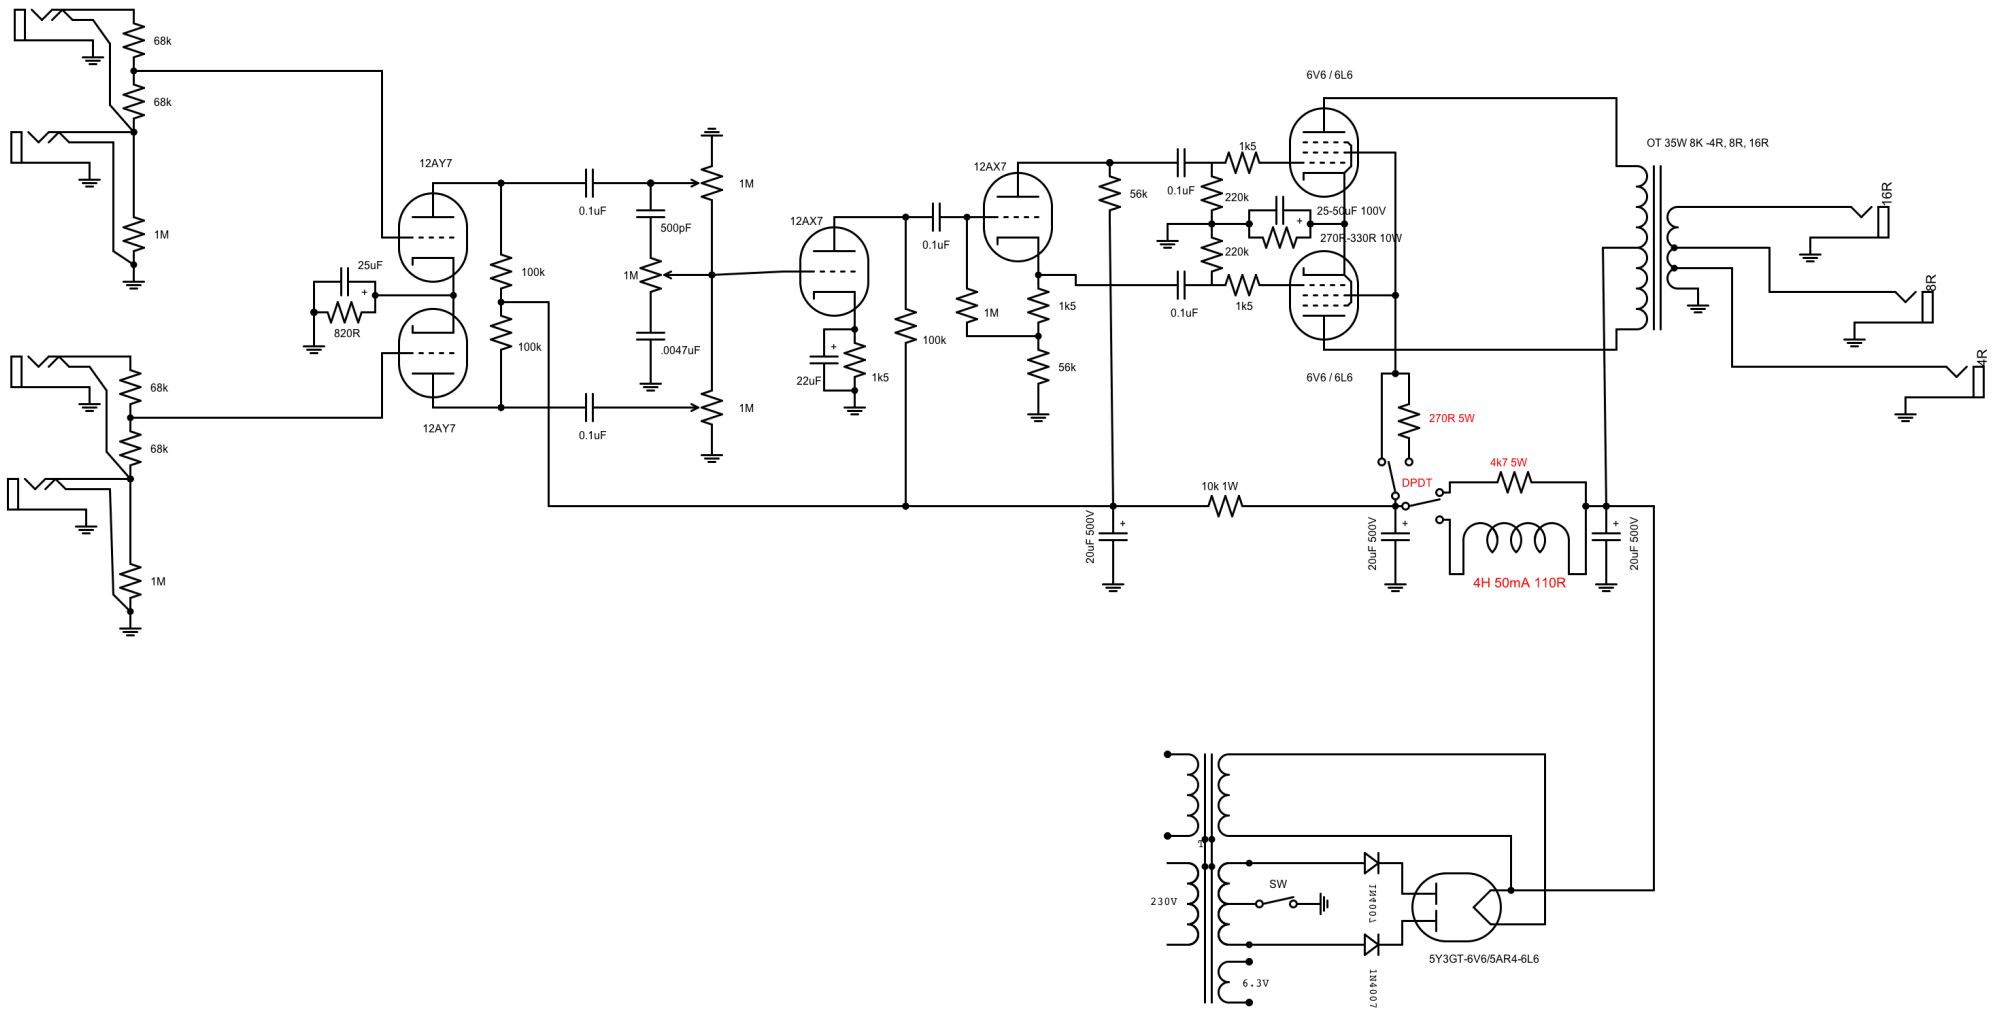 68k
68k
1M
68k
68k
1M
12AY7
12AY7
25uF
+
820R
100k
100k
0.1uF
0.1uF
500pF
1M
.0047uF
1M
1M
12AX7
+
22uF
1k5
100k
0.1uF
12AX7
1M
1k5
56k
56k
0.1uF
0.1uF
1k5
220k
220k
1k5
6V6 / 6L6
25-50uF 100V
+
270R-330R 10W
6V6 / 6L6
OT 35W 8K -4R, 8R, 16R
16R
8R
4R
270R 5W
DPDT
4k7 5W
4H 50mA 110R
10k 1W
20uF 500V
+
20uF 500V
+
20uF 500V
+
T
230V
SW
6.3V
1N4007
1N4007
5Y3GT-6V6/5AR4-6L6